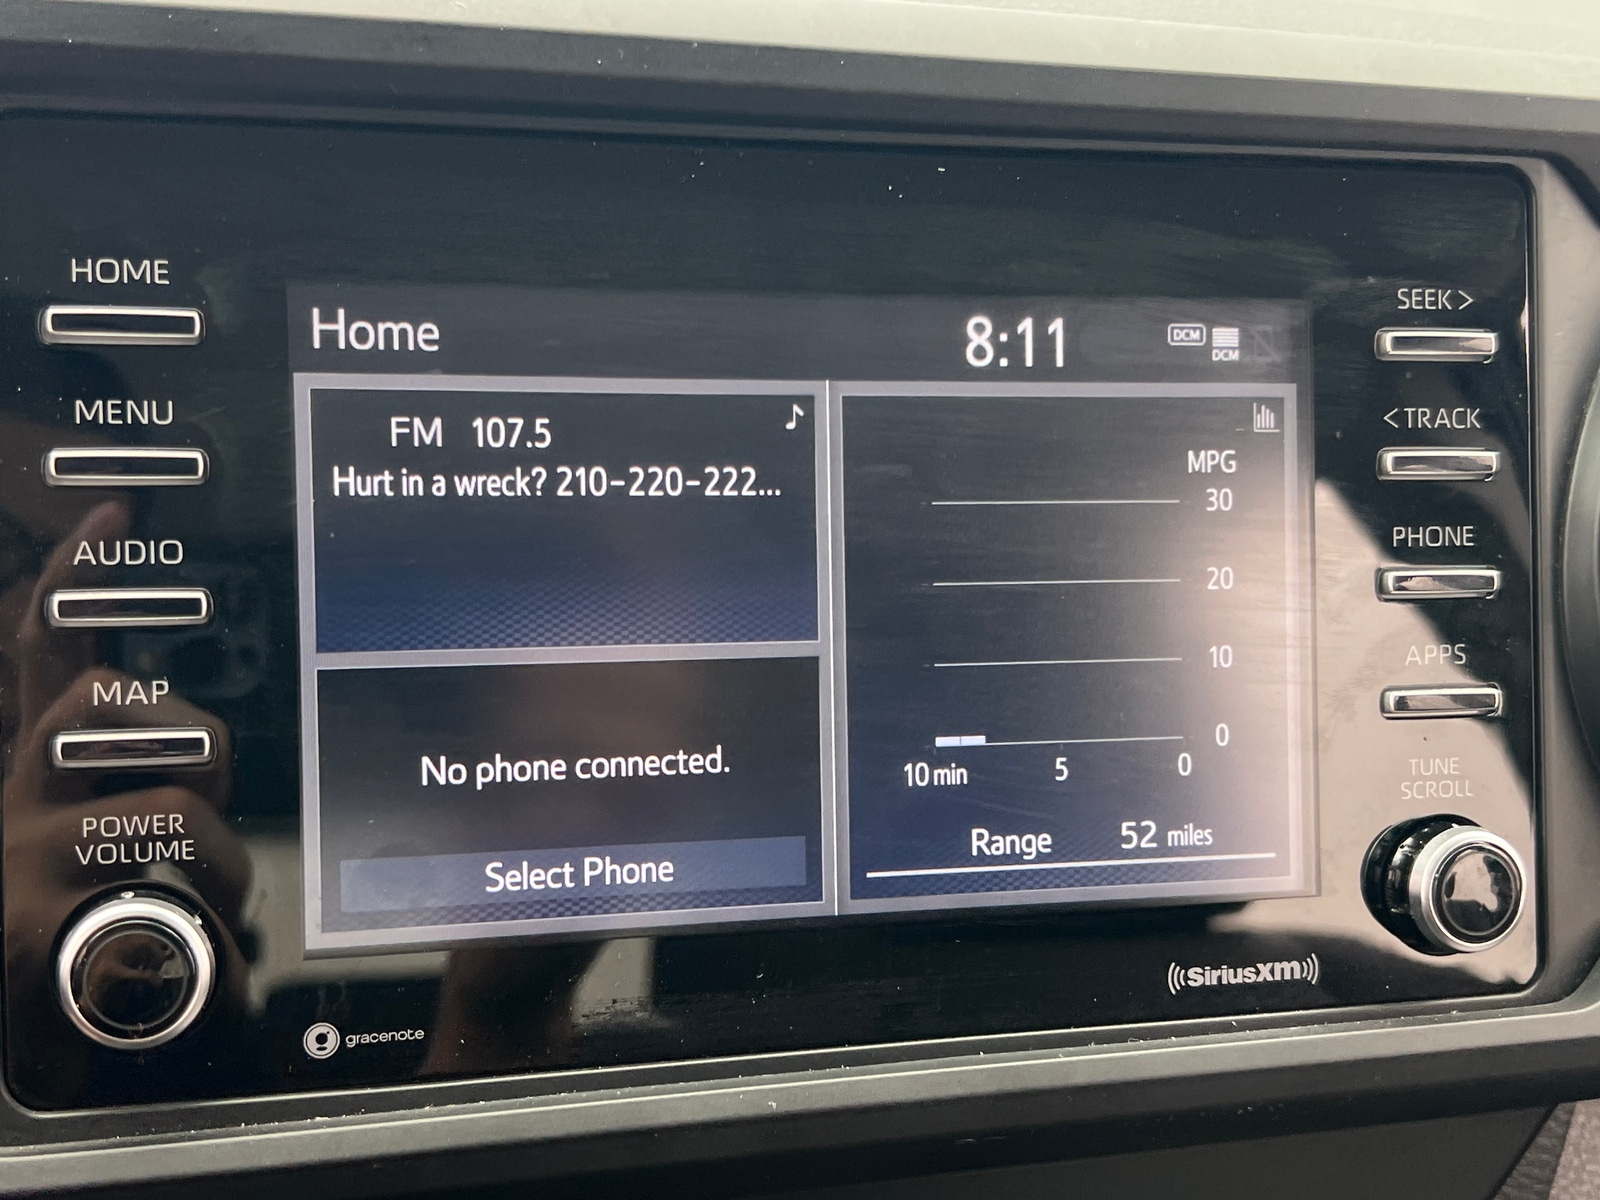 HOME
MENU
AUDIO
MAP
POWER
VOLUME
Home
8:11
DCM
DCM
FM 107.5
Hurt in a wreck? 210-220-222...
No phone connected.
Select Phone
MPG
30
20
10
0
10 min 5 0
Range 52 miles
SEEK >
< TRACK
PHONE
APPS
TUNE
SCROLL
gracenote
((SiriusXM))